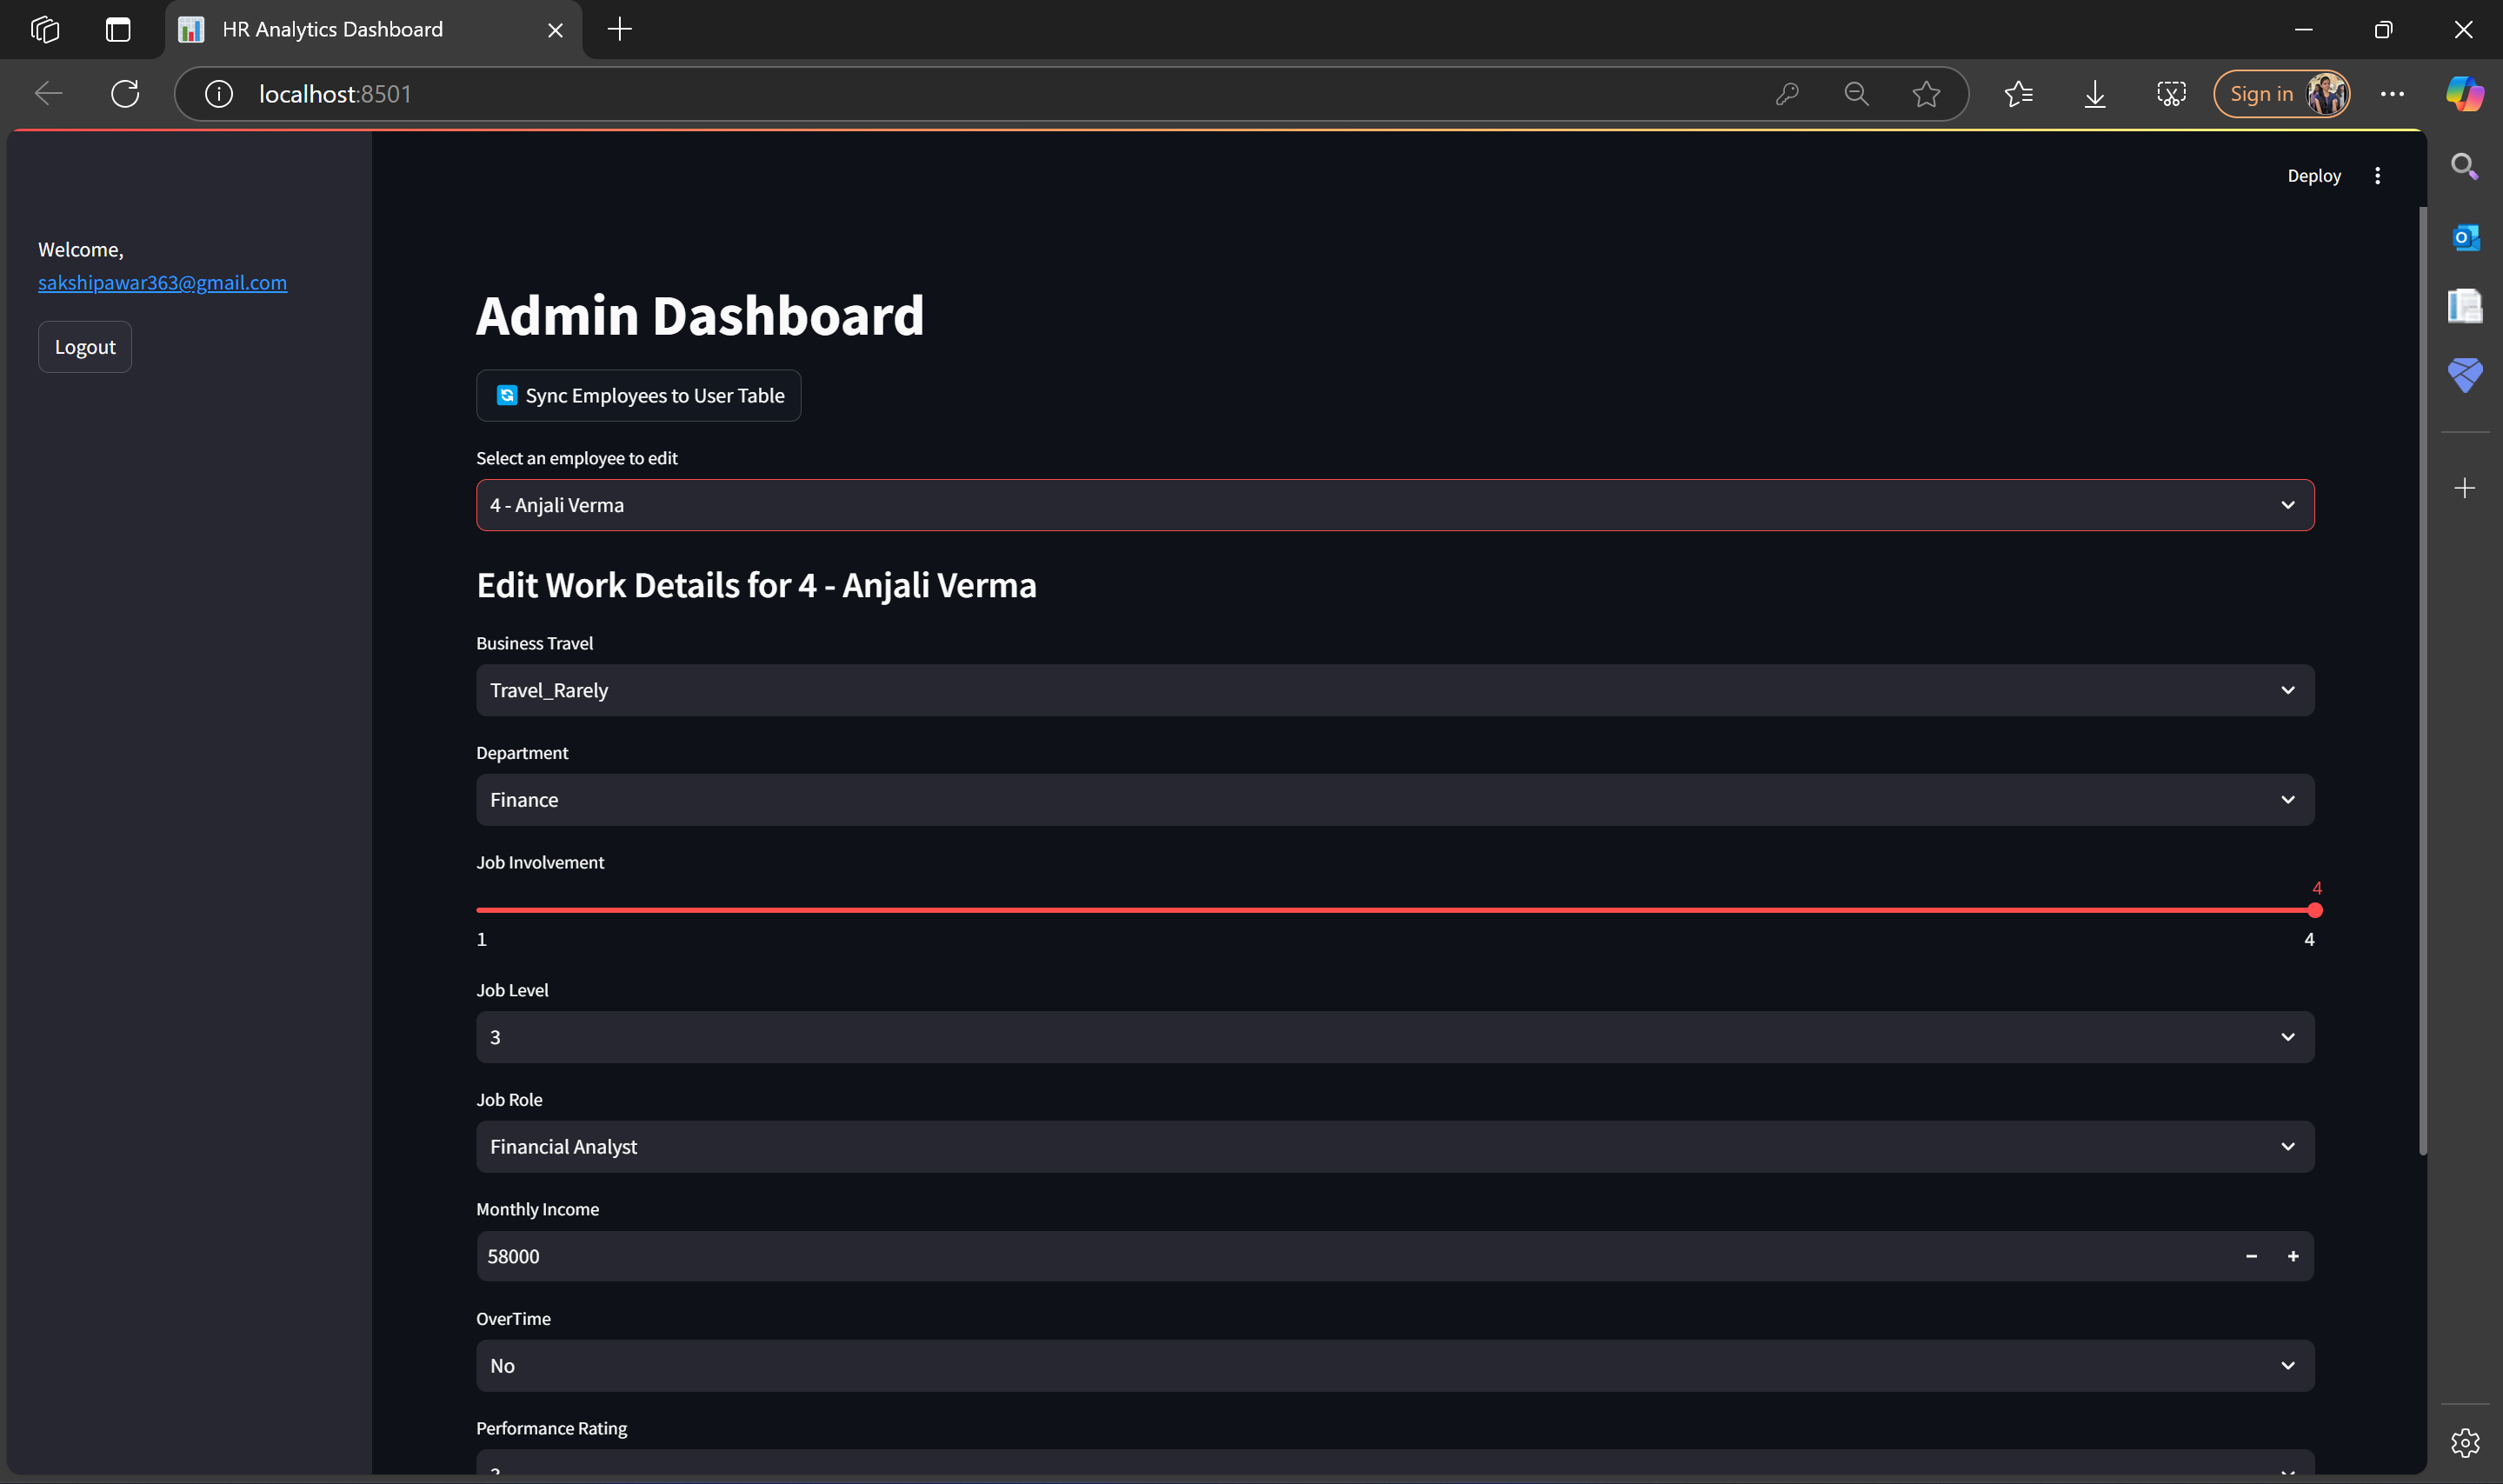 HR Analytics Dashboard
localhost:8501
Sign in
Deploy
Welcome,
sakshipawar363@gmail.com
Logout
Admin Dashboard
Sync Employees to User Table
Select an employee to edit
4 - Anjali Verma
Edit Work Details for 4 - Anjali Verma
Business Travel
Travel_Rarely
Department
Finance
Job Involvement
4
1
4
Job Level
3
Job Role
Financial Analyst
Monthly Income
58000
OverTime
No
Performance Rating